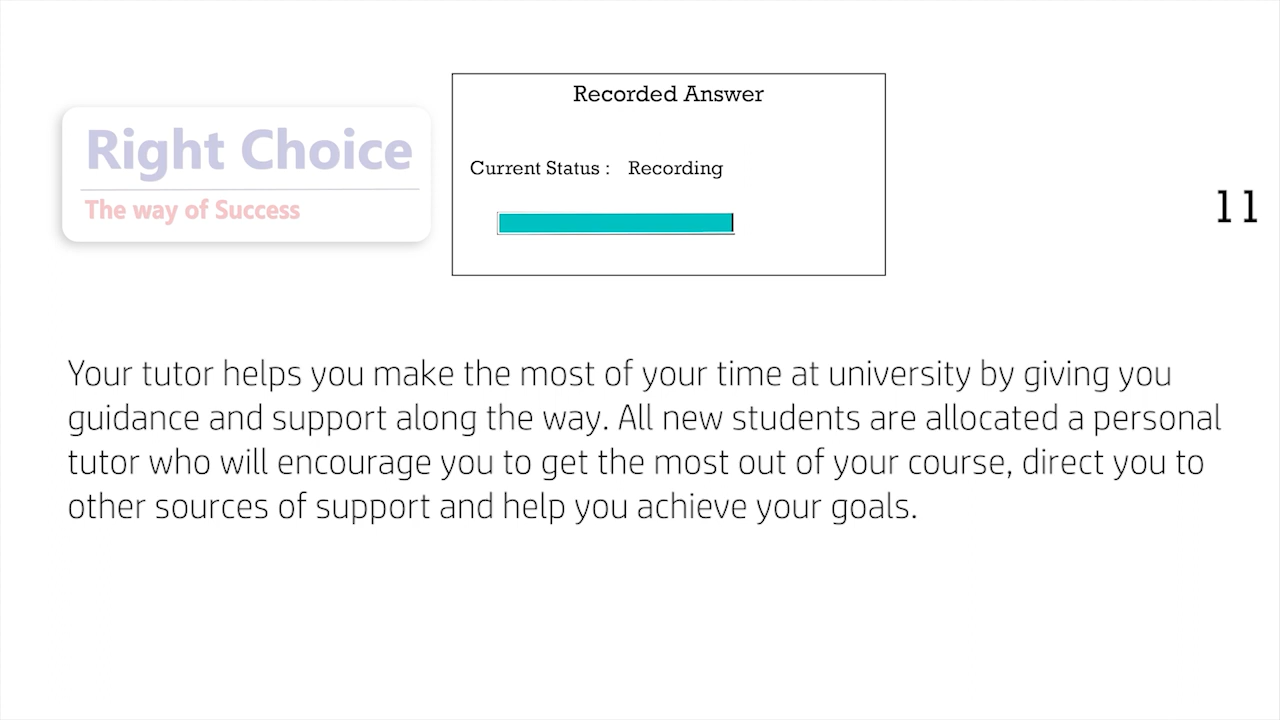 Recorded Answer
Right Choice
The way of Success
Current Status : Recording
11
Your tutor helps you make the most of your time at university by giving you
guidance and support along the way. All new students are allocated a personal
tutor who will encourage you to get the most out of your course, direct you to
other sources of support and help you achieve your goals.